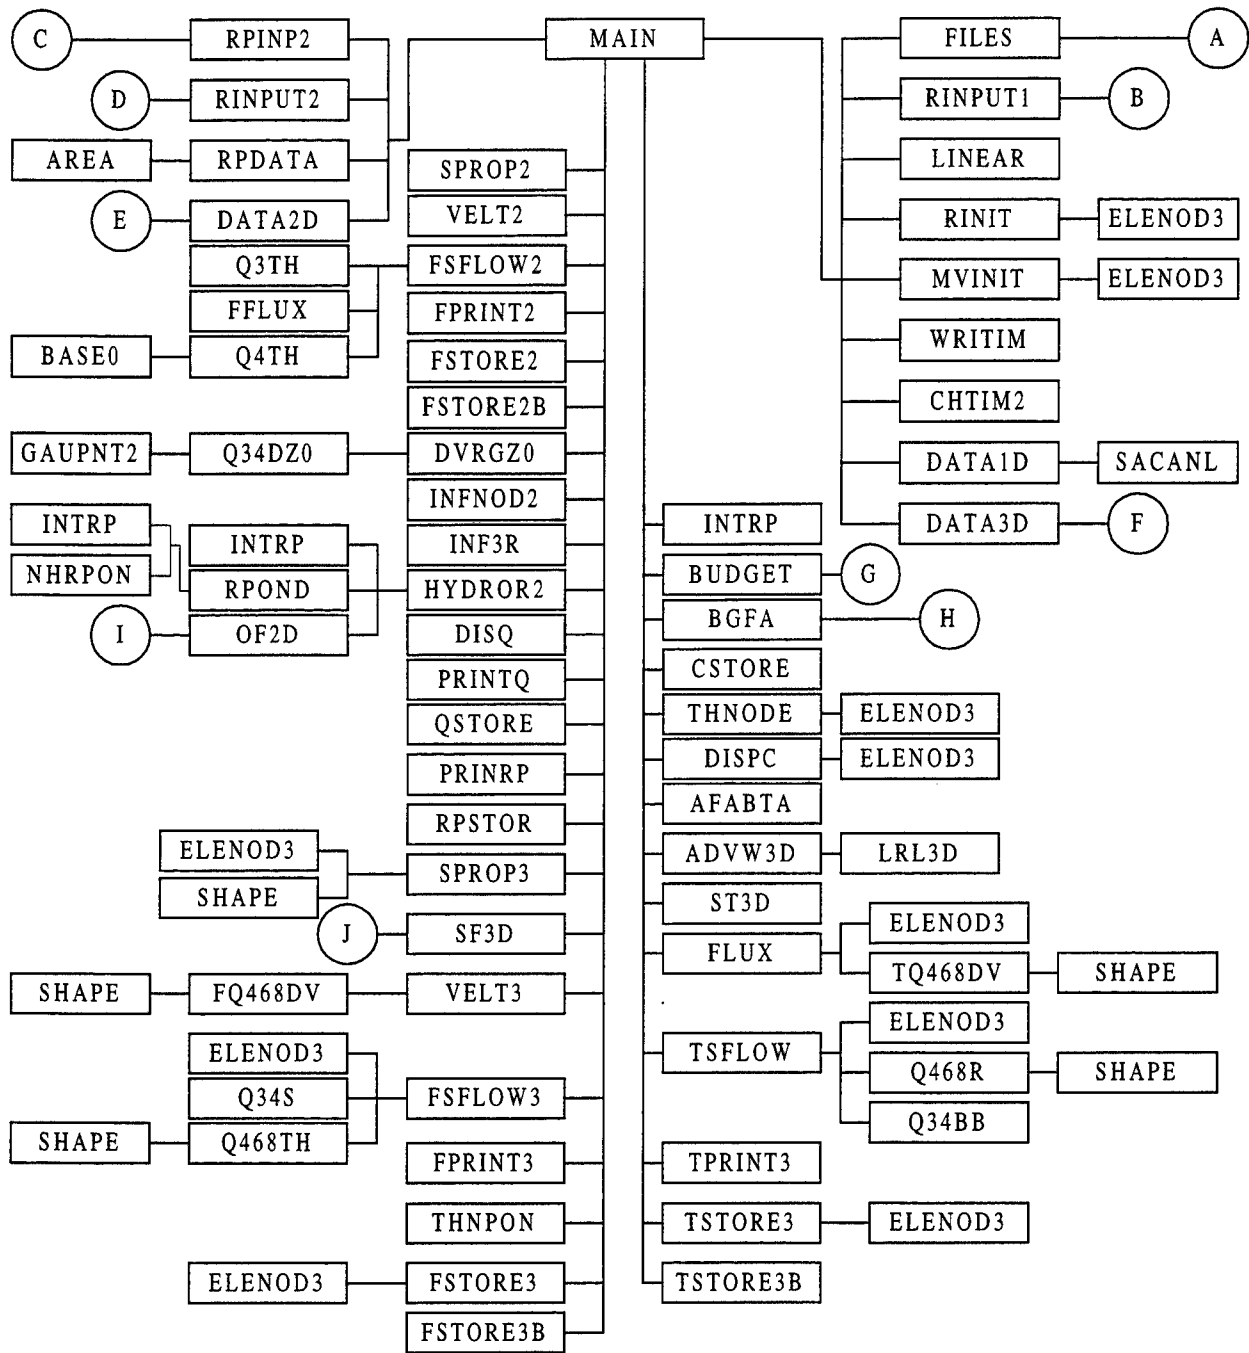 C RPINP2 MAIN FILES A
D RINPUT2 RINPUT1 B
AREA RPDATA SPROP2 LINEAR
E DATA2D VELT2 RINIT ELENOD3
Q3TH FSFLOW2 MVINIT ELENOD3
FFLUX FPRINT2
BASE0 Q4TH FSTORE2 WRITIM
FSTORE2B CHTIM2
GAUPNT2 Q34DZ0 DVRGZ0 DATA1D SACANL
INFNOD2 INTRP DATA3D F
INTRP INTRP INF3R
NHRPON RPOND HYDROR2 BUDGET G
I OF2D DISQ BGFA H
PRINTQ CSTORE
QSTORE THNODE ELENOD3
PRINRP DISPC ELENOD3
RPSTOR AFABTA
ELENOD3 SPROP3 ADVW3D LRL3D
SHAPE ST3D
J SF3D FLUX ELENOD3
SHAPE FQ468DV VELT3 TQ468DV SHAPE
ELENOD3 TSFLOW ELENOD3
Q34S FSFLOW3 Q468R SHAPE
SHAPE Q468TH Q34BB
FPRINT3 TPRINT3
THNPON TSTORE3 ELENOD3
ELENOD3 FSTORE3 TSTORE3B
FSTORE3B